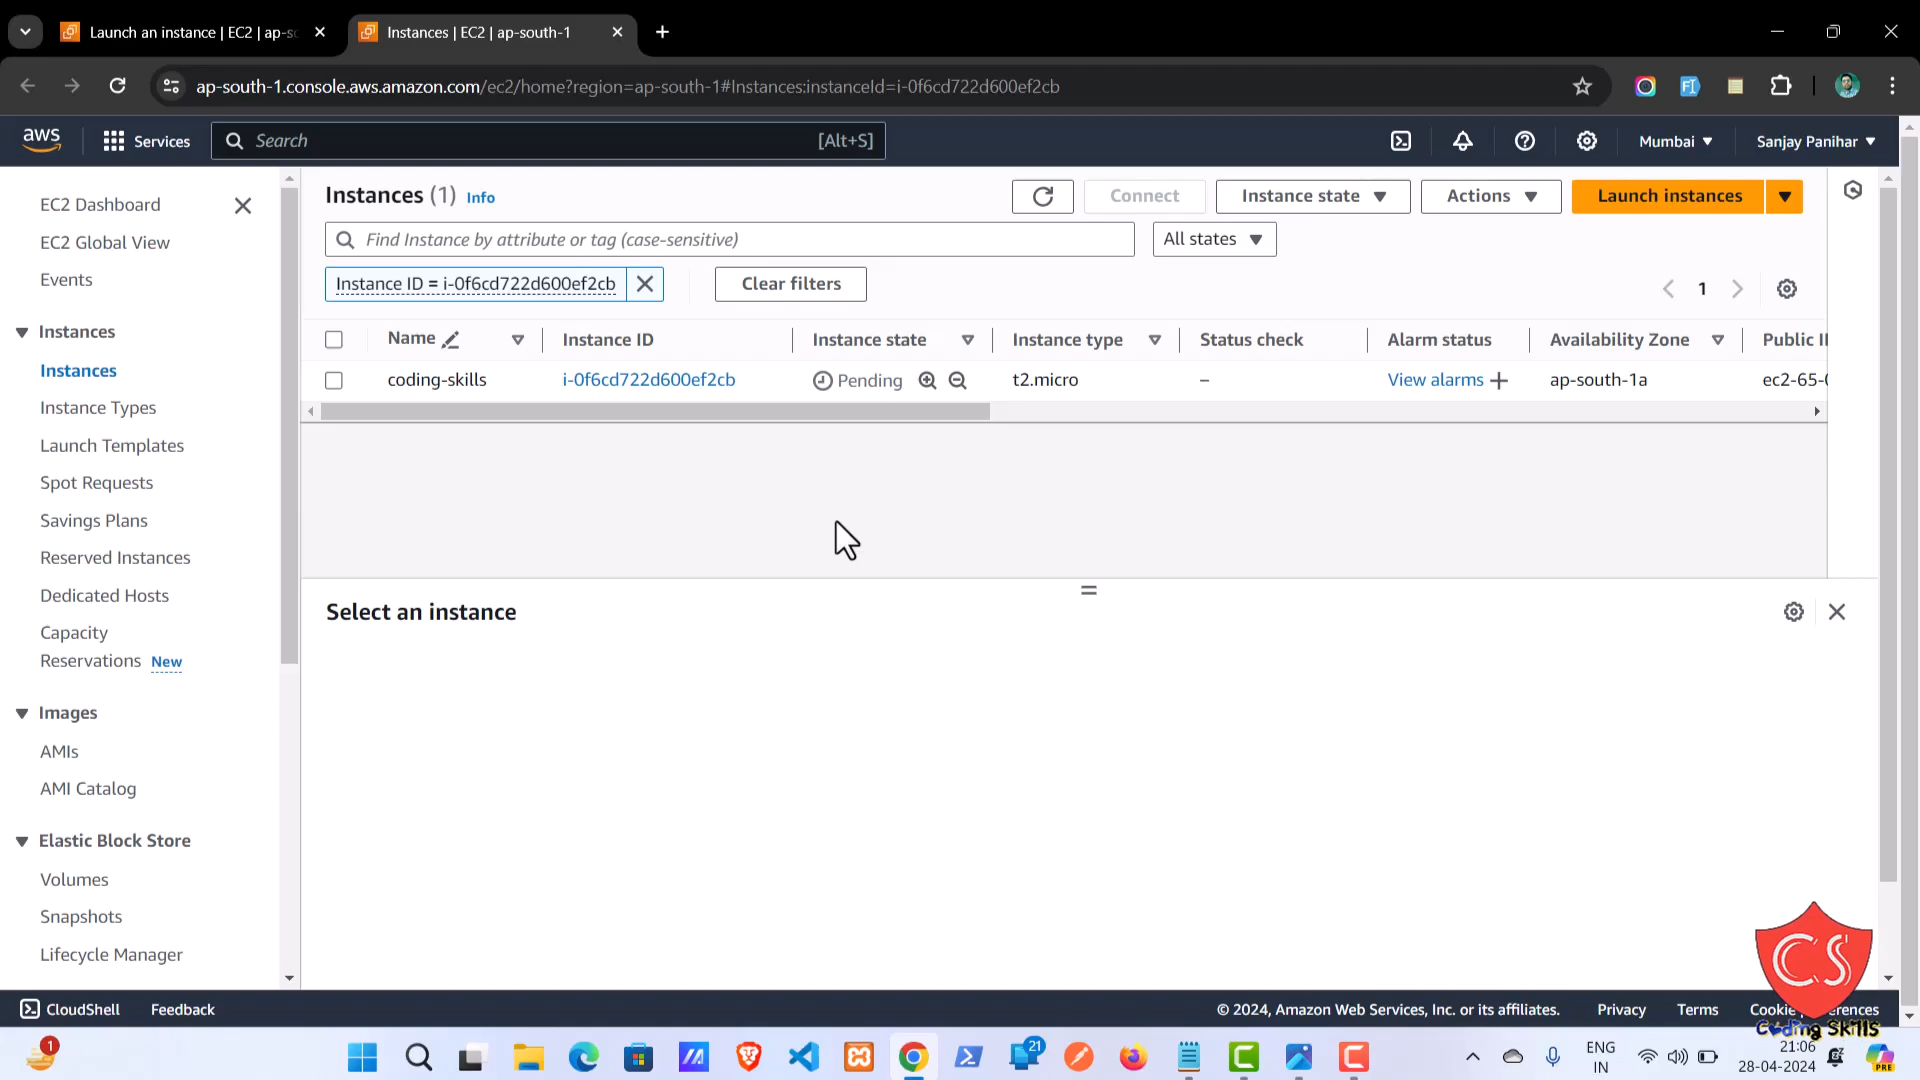 Launch an instance | EC2 | ap-so
Instances | EC2 | ap-south-1
ap-south-1.console.aws.amazon.com/ec2/home?region=ap-south-1#Instances:instanceId=i-0f6cd722d600ef2cb
aws
Services
Search
[Alt+S]
Mumbai
Sanjay Panihar
EC2 Dashboard
EC2 Global View
Events
Instances
Instances
Instance Types
Launch Templates
Spot Requests
Savings Plans
Reserved Instances
Dedicated Hosts
Capacity
Reservations New
Images
AMIs
AMI Catalog
Elastic Block Store
Volumes
Snapshots
Lifecycle Manager
Instances (1) Info
Connect
Instance state
Actions
Launch instances
Find Instance by attribute or tag (case-sensitive)
All states
Instance ID = i-0f6cd722d600ef2cb
Clear filters
1
Name Instance ID Instance state Instance type Status check Alarm status Availability Zone Public
coding-skills i-0f6cd722d600ef2cb Pending t2.micro – View alarms ap-south-1a ec2-65-
Select an instance
CloudShell
Feedback
© 2024, Amazon Web Services, Inc. or its affiliates.
Privacy
Terms
Cookie
CS
Coding Skills
1
21
PRE
ENG
IN
21:06
28-04-2024